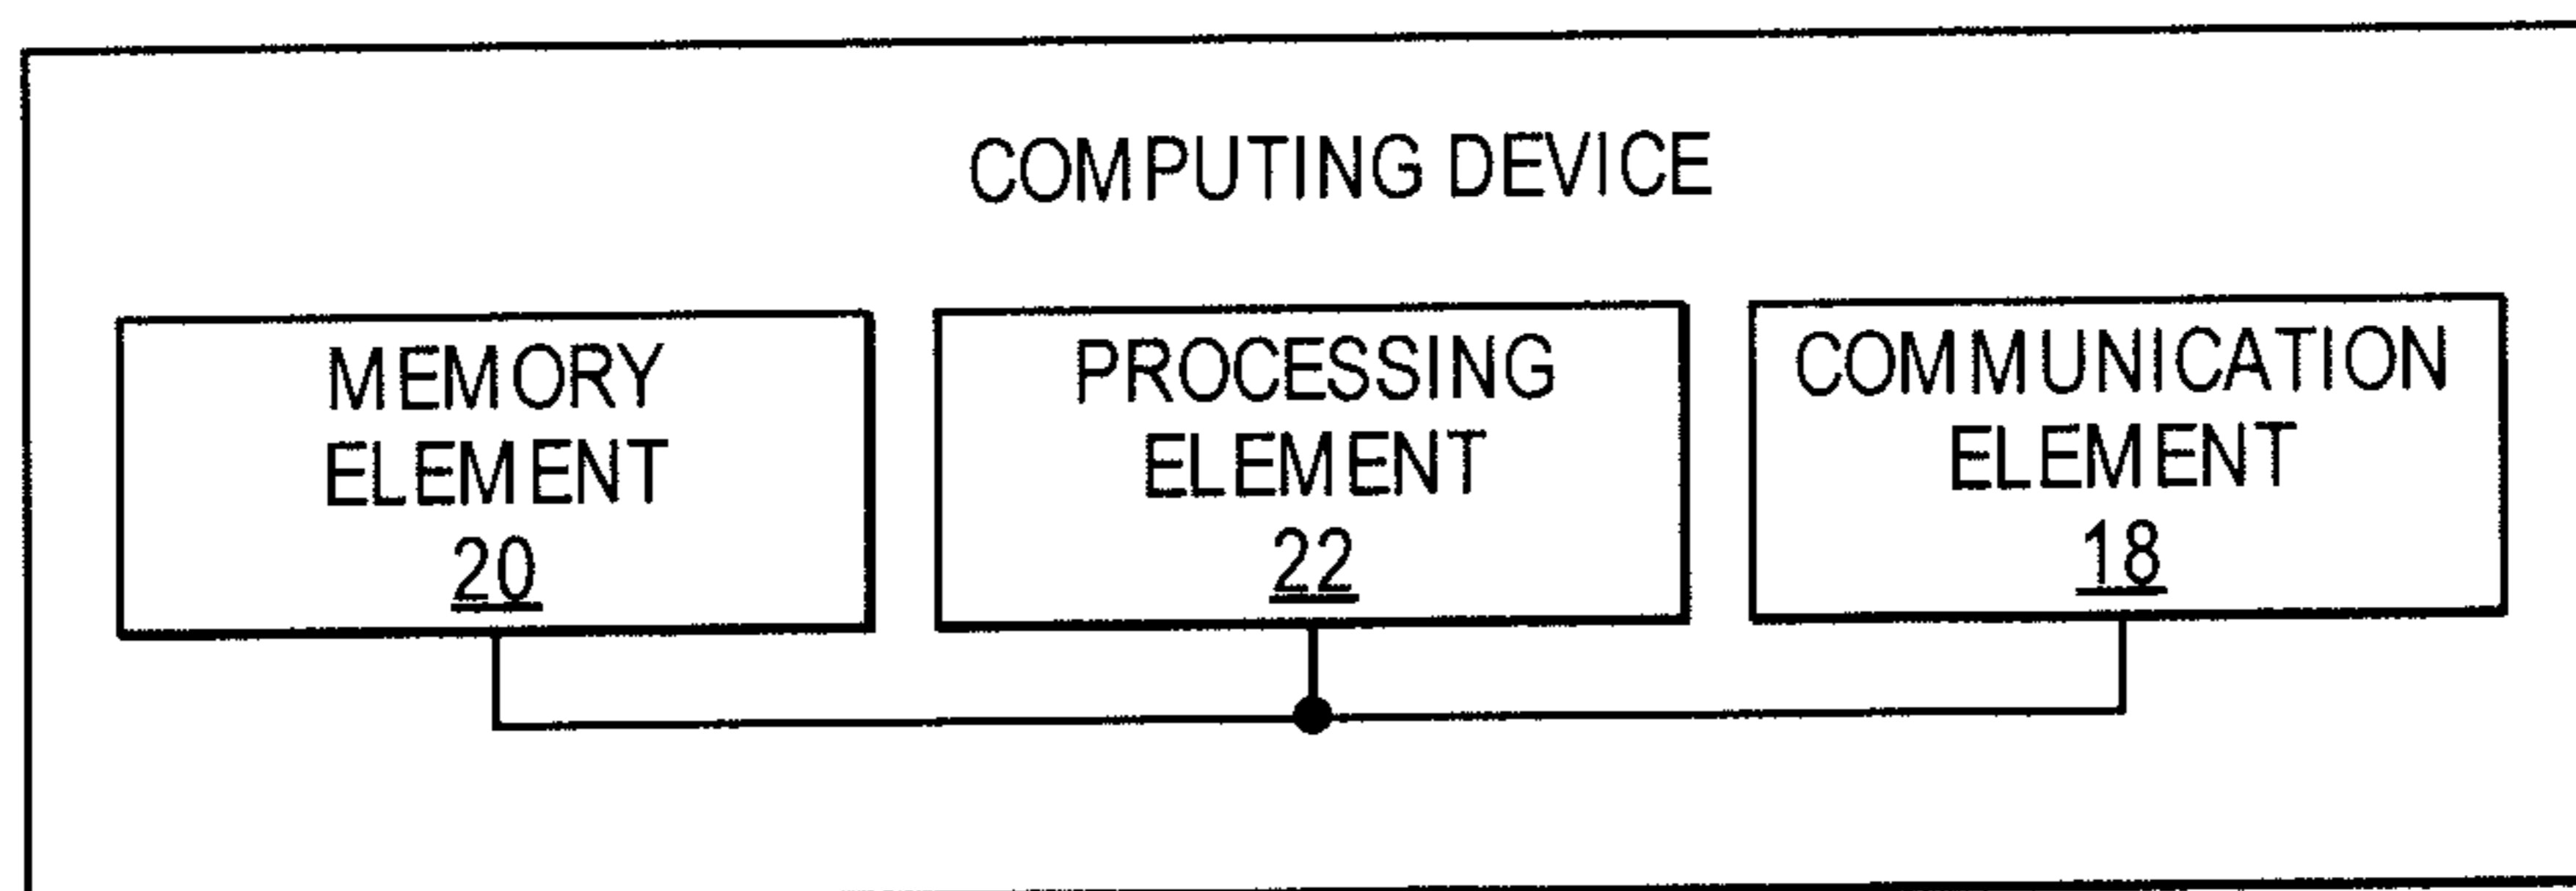 COMPUTING DEVICE
MEMORY
ELEMENT
20
PROCESSING
ELEMENT
22
COMMUNICATION
ELEMENT
18